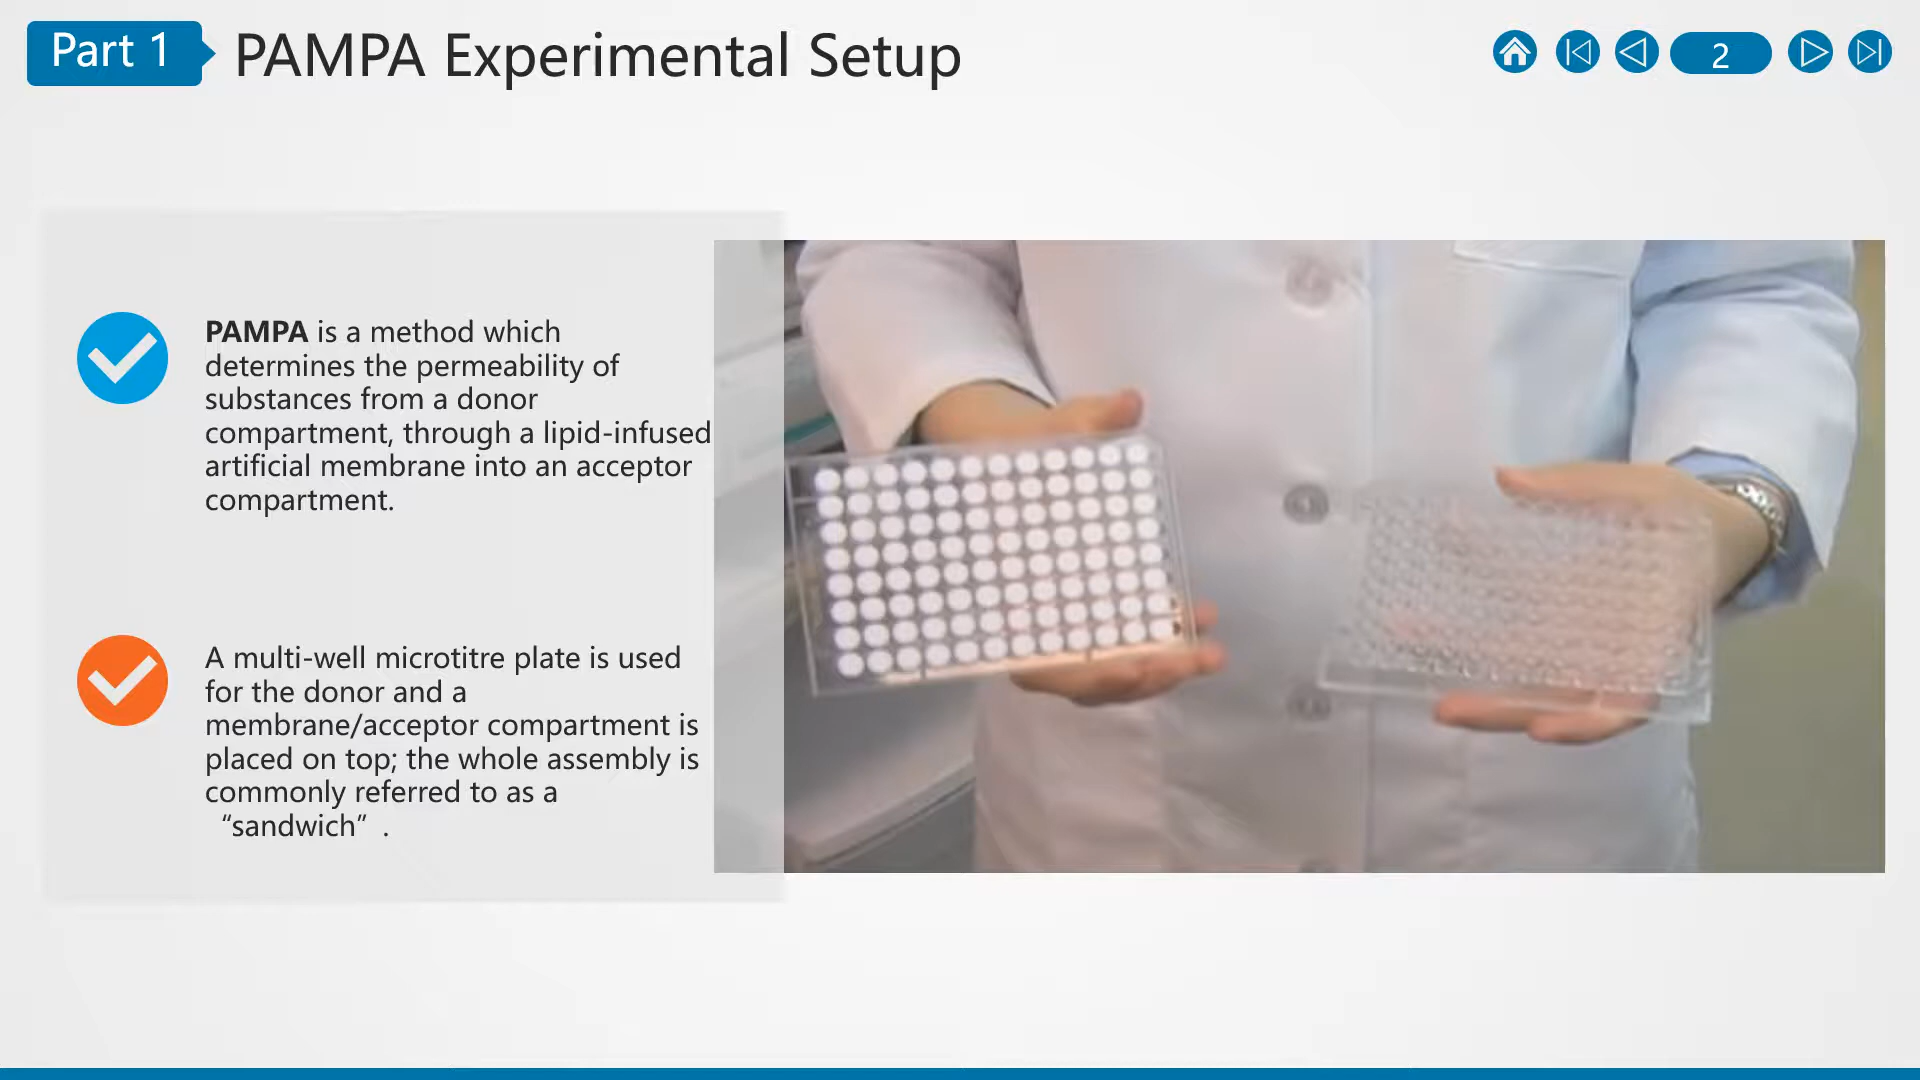 Part 1
PAMPA Experimental Setup
2
PAMPA is a method which
determines the permeability of
substances from a donor
compartment, through a lipid-infused
artificial membrane into an acceptor
compartment.
A multi-well microtitre plate is used
for the donor and a
membrane/acceptor compartment is
placed on top; the whole assembly is
commonly referred to as a
“sandwich” .